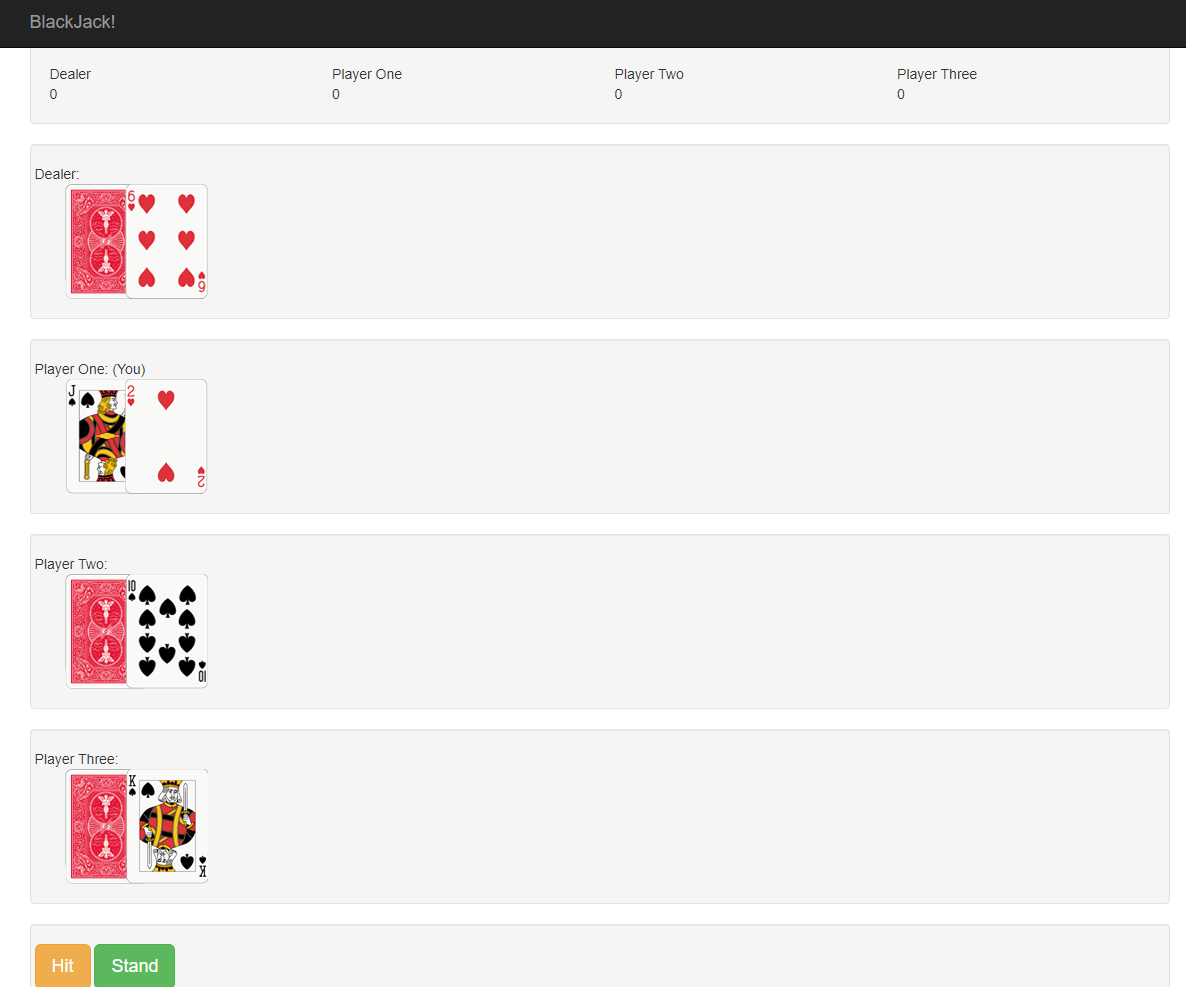 BlackJack!
Dealer Player One Player Two Player Three
0 0 0 0
Dealer:
6
6
Player One: (You)
J 2
2
Player Two:
10
10
Player Three:
K
K
Hit Stand